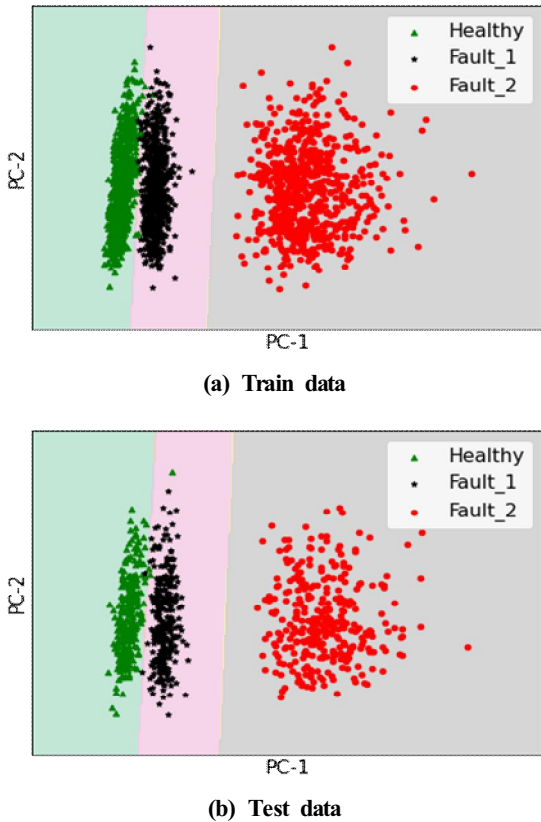 Healthy
Fault_1
Fault_2
PC-2
PC-1
(a) Train data
Healthy
Fault_1
Fault_2
PC-2
PC-1
(b) Test data